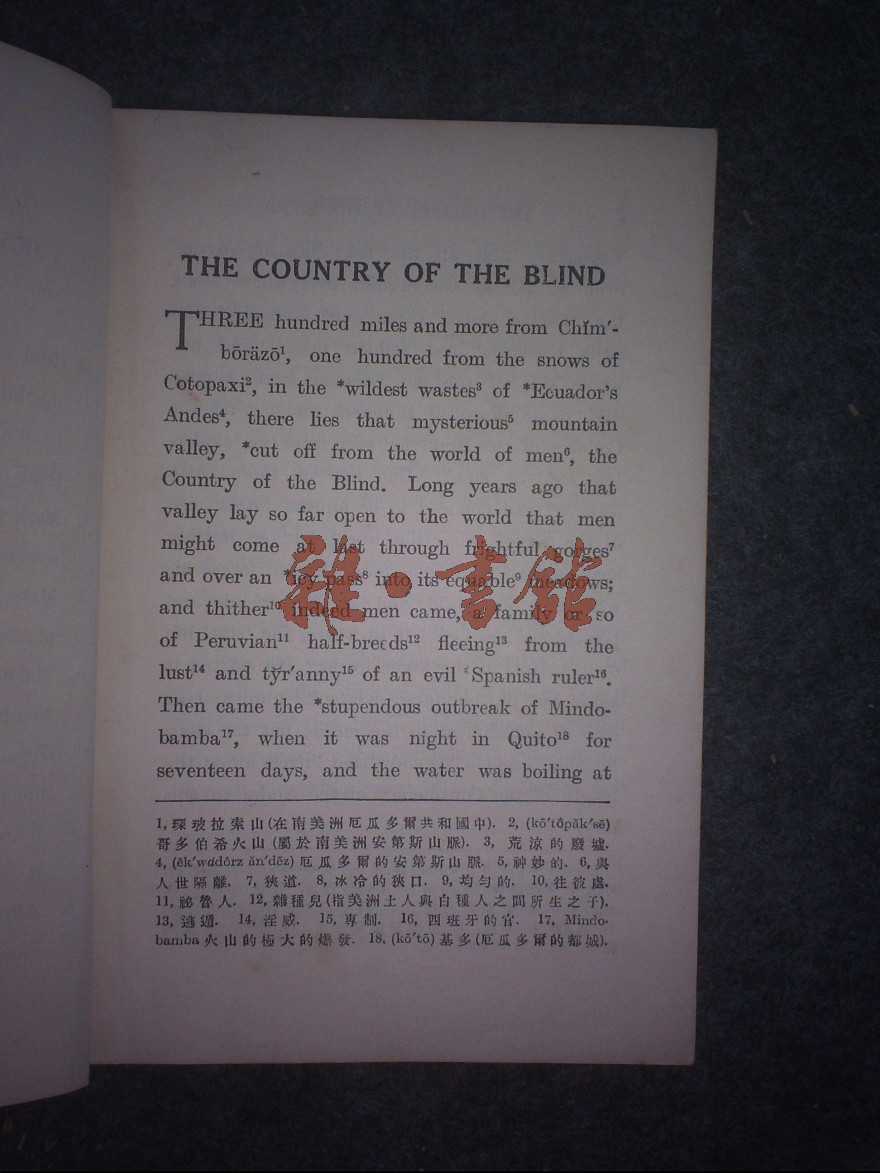 THE COUNTRY OF THE BLIND
THREE hundred miles and more from Chĭm′-
bōräzō¹, one hundred from the snows of
Cotopaxi², in the *wildest wastes³ of *Ecuador's
Andes⁴, there lies that mysterious⁵ mountain
valley, *cut off from the world of men⁶, the
Country of the Blind. Long years ago that
valley lay so far open to the world that men
might come at last through frightful gorges⁷
and over an *icy pass⁸ into its equable⁹ meadows;
and thither¹⁰ indeed men came, a family or so
of Peruvian¹¹ half-breeds¹² fleeing¹³ from the
lust¹⁴ and ty̆r′anny¹⁵ of an evil *Spanish ruler¹⁶.
Then came the *stupendous outbreak of Mindo-
bamba¹⁷, when it was night in Quito¹⁸ for
seventeen days, and the water was boiling at
1, 琛玻拉索山(在南美洲厄瓜多爾共和國中). 2, (kō′tô̄păk′sē)
哥多伯希火山(屬於南美洲安第斯山脈). 3, 荒涼的廢墟.
4, (ĕk′wȧdôrz ăn′dēz) 厄瓜多爾的安第斯山脈. 5, 神妙的. 6, 與
人世隔離. 7, 狹道. 8, 冰冷的狹口. 9, 均勻的. 10, 往彼處.
11, 祕魯人. 12, 雜種兒(指美洲土人與白種人之間所生之子).
13, 逃遁. 14, 淫威. 15, 專制. 16, 西班牙的官. 17, Mindo-
bamba火山的極大的爆發. 18, (kō′tō) 基多(厄瓜多爾的都城).
雜·書館